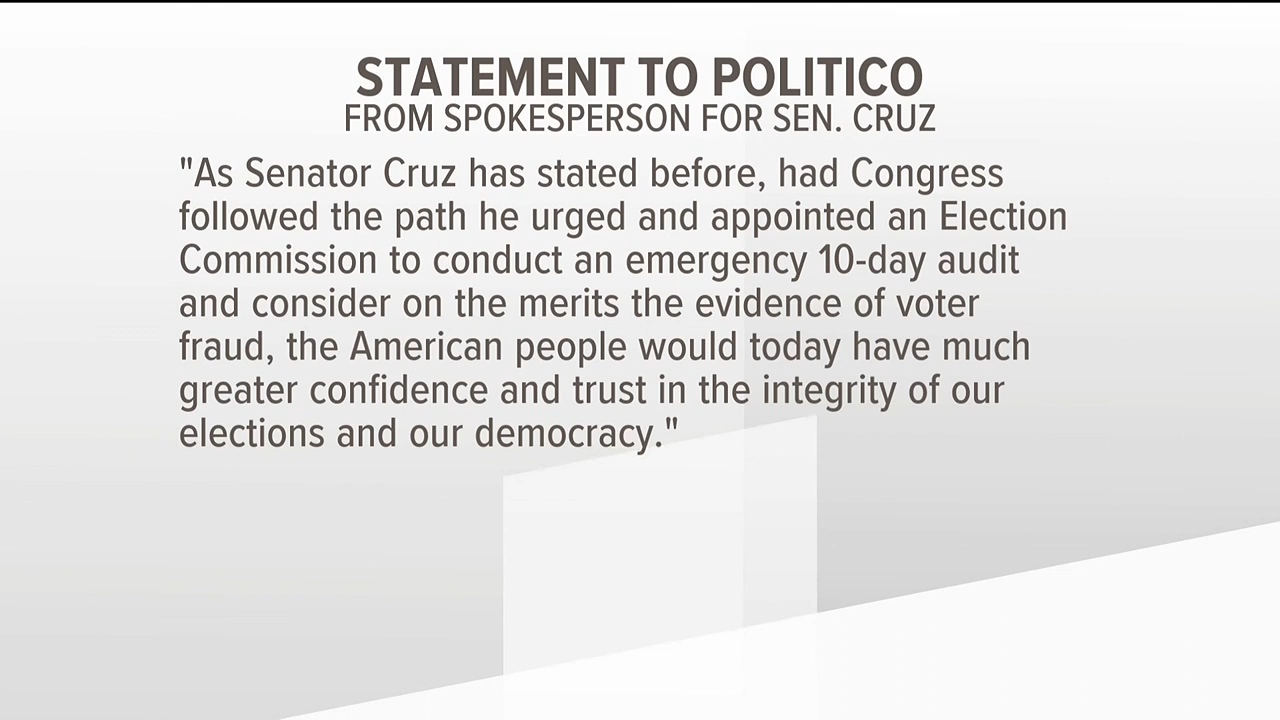 STATEMENT TO POLITICO
FROM SPOKESPERSON FOR SEN. CRUZ
"As Senator Cruz has stated before, had Congress
followed the path he urged and appointed an Election
Commission to conduct an emergency 10-day audit
and consider on the merits the evidence of voter
fraud, the American people would today have much
greater confidence and trust in the integrity of our
elections and our democracy."